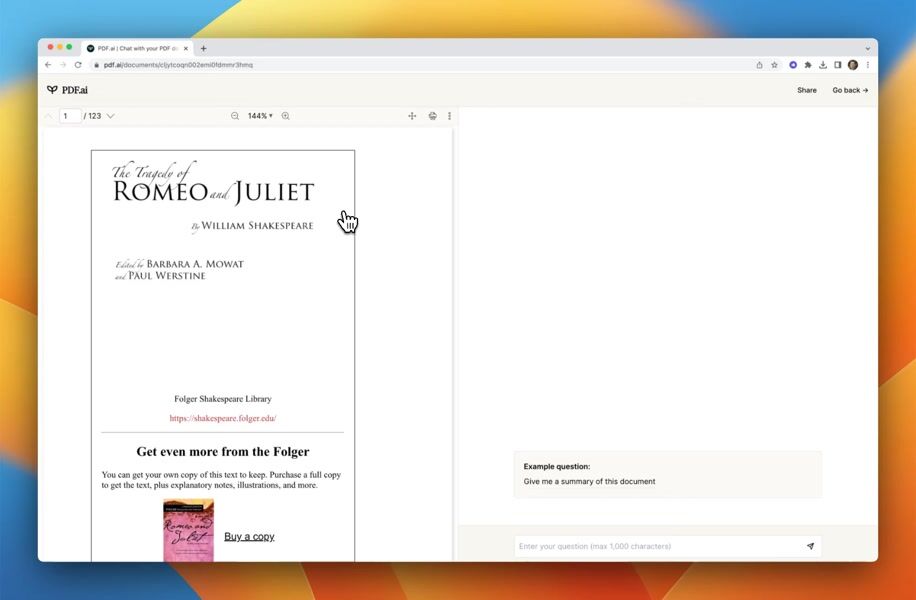 PDF.ai | Chat with your PDF do
pdf.ai/documents/cljytcoqn002emi0fdmmr3hmq
PDF.ai
Share
Go back →
1 / 123
144%
The Tragedy of
ROMEO and JULIET
By WILLIAM SHAKESPEARE
Edited by BARBARA A. MOWAT
and PAUL WERSTINE
Folger Shakespeare Library
https://shakespeare.folger.edu/
Get even more from the Folger
You can get your own copy of this text to keep. Purchase a full copy
to get the text, plus explanatory notes, illustrations, and more.
Romeo and
Juliet
Buy a copy
Example question:
Give me a summary of this document
Enter your question (max 1,000 characters)